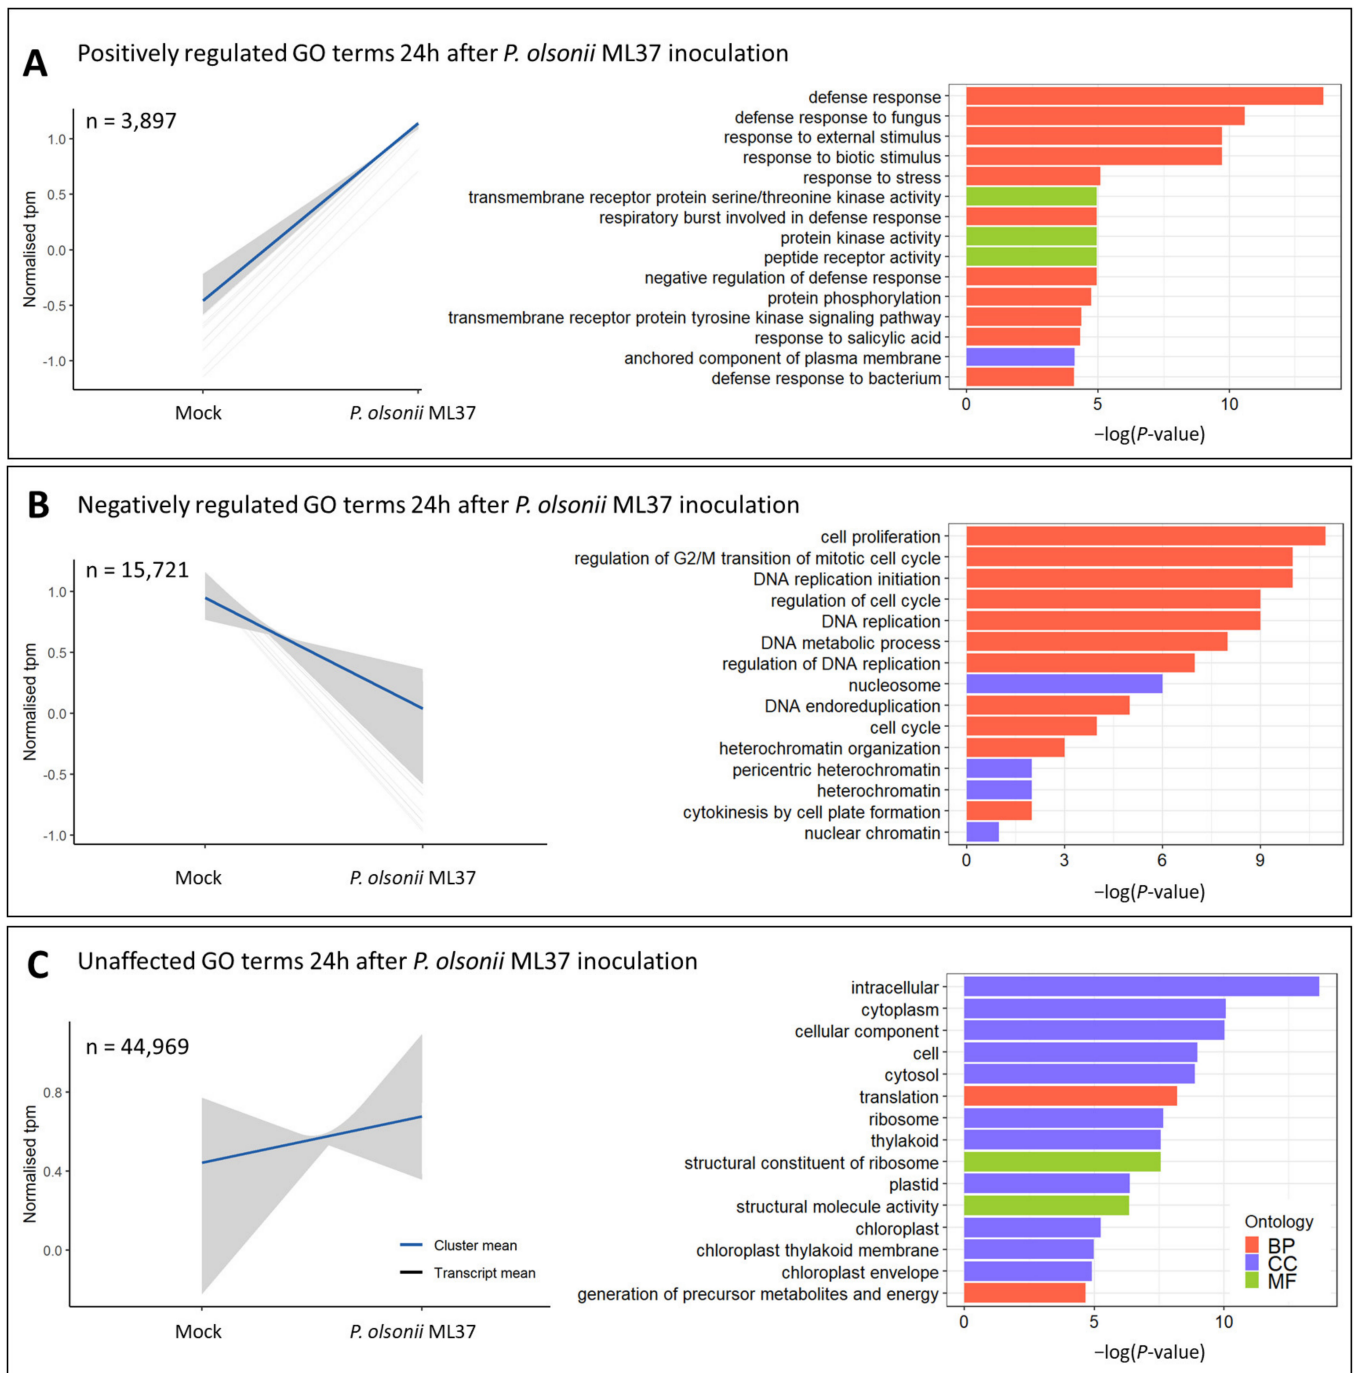 A Positively regulated GO terms 24h after P. olsonii ML37 inoculation
n = 3,897
Normalised tpm
1.0
0.5
0.0
-0.5
-1.0
Mock
P. olsonii ML37
defense response
defense response to fungus
response to external stimulus
response to biotic stimulus
response to stress
transmembrane receptor protein serine/threonine kinase activity
respiratory burst involved in defense response
protein kinase activity
peptide receptor activity
negative regulation of defense response
protein phosphorylation
transmembrane receptor protein tyrosine kinase signaling pathway
response to salicylic acid
anchored component of plasma membrane
defense response to bacterium
0 5 10
−log(P-value)
B Negatively regulated GO terms 24h after P. olsonii ML37 inoculation
n = 15,721
Normalised tpm
1.0
0.5
0.0
-0.5
-1.0
Mock
P. olsonii ML37
cell proliferation
regulation of G2/M transition of mitotic cell cycle
DNA replication initiation
regulation of cell cycle
DNA replication
DNA metabolic process
regulation of DNA replication
nucleosome
DNA endoreduplication
cell cycle
heterochromatin organization
pericentric heterochromatin
heterochromatin
cytokinesis by cell plate formation
nuclear chromatin
0 3 6 9
−log(P-value)
C Unaffected GO terms 24h after P. olsonii ML37 inoculation
n = 44,969
Normalised tpm
0.8
0.4
0.0
Cluster mean
Transcript mean
Mock
P. olsonii ML37
intracellular
cytoplasm
cellular component
cell
cytosol
translation
ribosome
thylakoid
structural constituent of ribosome
plastid
structural molecule activity
chloroplast
chloroplast thylakoid membrane
chloroplast envelope
generation of precursor metabolites and energy
Ontology
BP
CC
MF
0 5 10
−log(P-value)